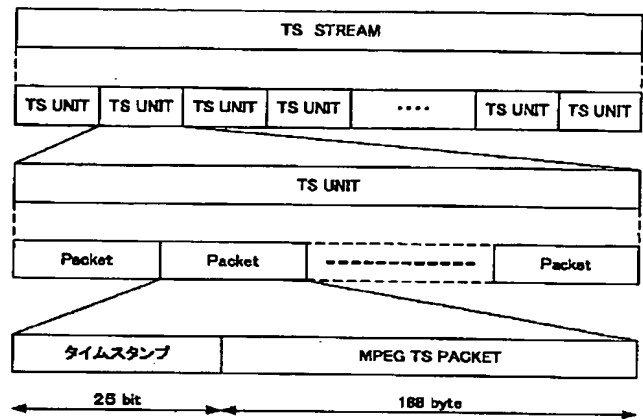 TS STREAM
TS UNIT TS UNIT TS UNIT TS UNIT ···· TS UNIT TS UNIT
TS UNIT
Packet Packet Packet
タイムスタンプ MPEG TS PACKET
25 bit 188 byte